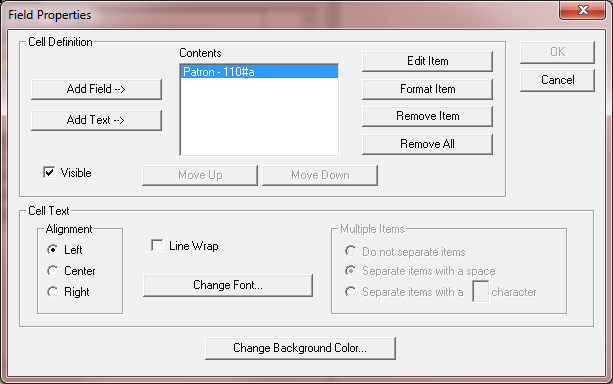 Field Properties
Cell Definition
Contents
Patron - 110#a
Add Field -->
Add Text -->
Edit Item
Format Item
Remove Item
Remove All
OK
Cancel
Visible
Move Up
Move Down
Cell Text
Alignment
Left
Center
Right
Line Wrap
Change Font...
Multiple Items
Do not separate items
Separate items with a space
Separate items with a character
Change Background Color...